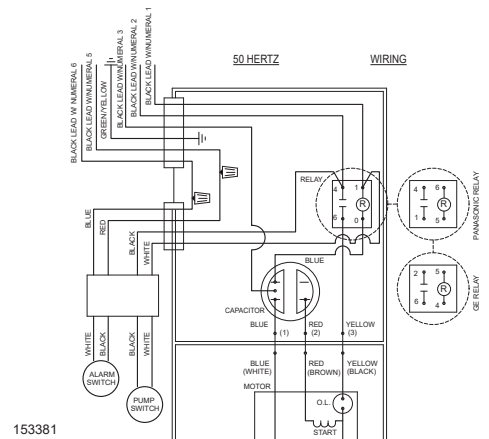 50 HERTZ
WIRING
BLACK LEAD W/ NUMERAL 6
BLACK LEAD W/NUMERAL 5
GREEN/YELLOW
BLACK LEAD W/NUMERAL 3
BLACK LEAD W/NUMERAL 2
BLACK LEAD W/NUMERAL 1
RELAY
4 1
R
6 0
4 6
R
1 5
PANASONIC RELAY
2 5
R
6 4
GE RELAY
BLUE
RED
BLACK
WHITE
BLUE
CAPACITOR
BLUE (1)
RED (2)
YELLOW (3)
BLUE (WHITE)
RED (BROWN)
YELLOW (BLACK)
MOTOR
O.L.
START
WHITE
BLACK
BLACK
WHITE
ALARM SWITCH
PUMP SWITCH
153381